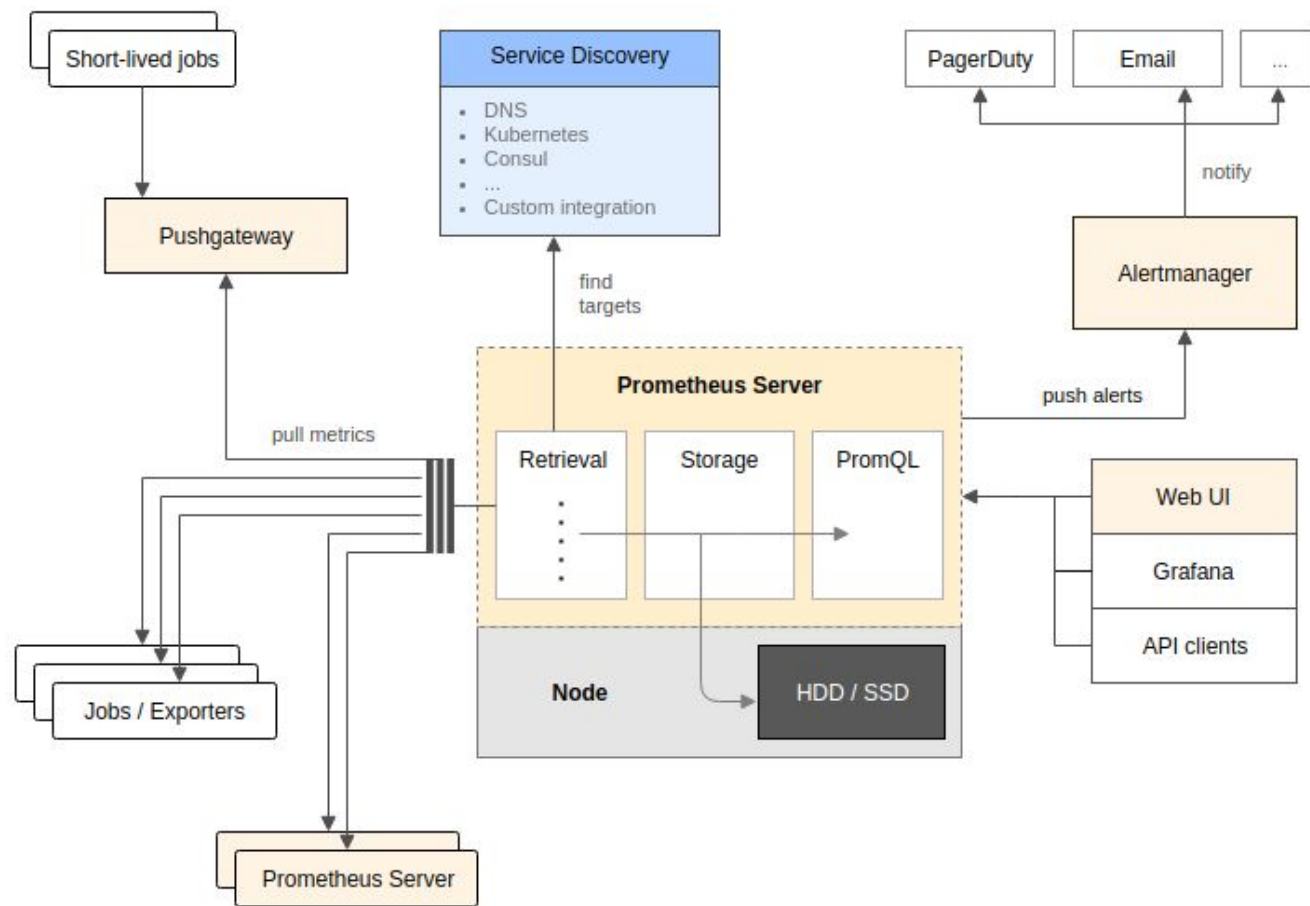 Short-lived jobs
Service Discovery
PagerDuty
Email
...
DNS
Kubernetes
Consul
...
Custom integration
notify
Pushgateway
Alertmanager
find
targets
Prometheus Server
push alerts
pull metrics
Retrieval
Storage
PromQL
Web UI
Grafana
API clients
Jobs / Exporters
Node
HDD / SSD
Prometheus Server